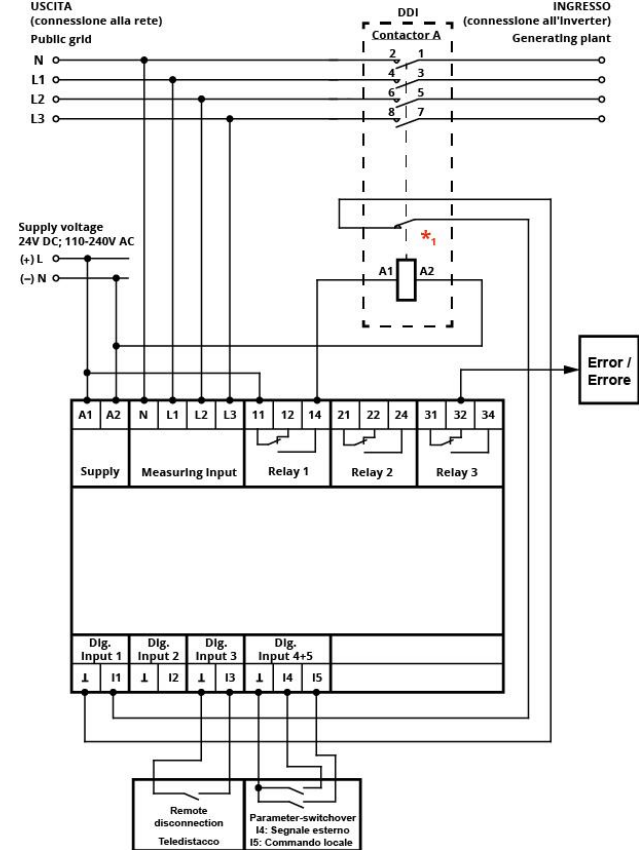 USCITA
(connessione alla rete)
Public grid
DDI
Contactor A
INGRESSO
(connessione all'inverter)
Generating plant
N
2 1
L1
4 3
L2
6 5
L3
8 7
Supply voltage
24V DC; 110-240V AC
(+) L
(−) N
*1
A1 A2
Error /
Errore
A1 A2 N L1 L2 L3 11 12 14 21 22 24 31 32 34
Supply Measuring Input Relay 1 Relay 2 Relay 3
Dig. Input 1
Dig. Input 2
Dig. Input 3
Dig. Input 4+5
⊥ I1 ⊥ I2 ⊥ I3 ⊥ I4 I5
Remote
disconnection
Teledistacco
Parameter-switchover
I4: Segnale esterno
I5: Commando locale